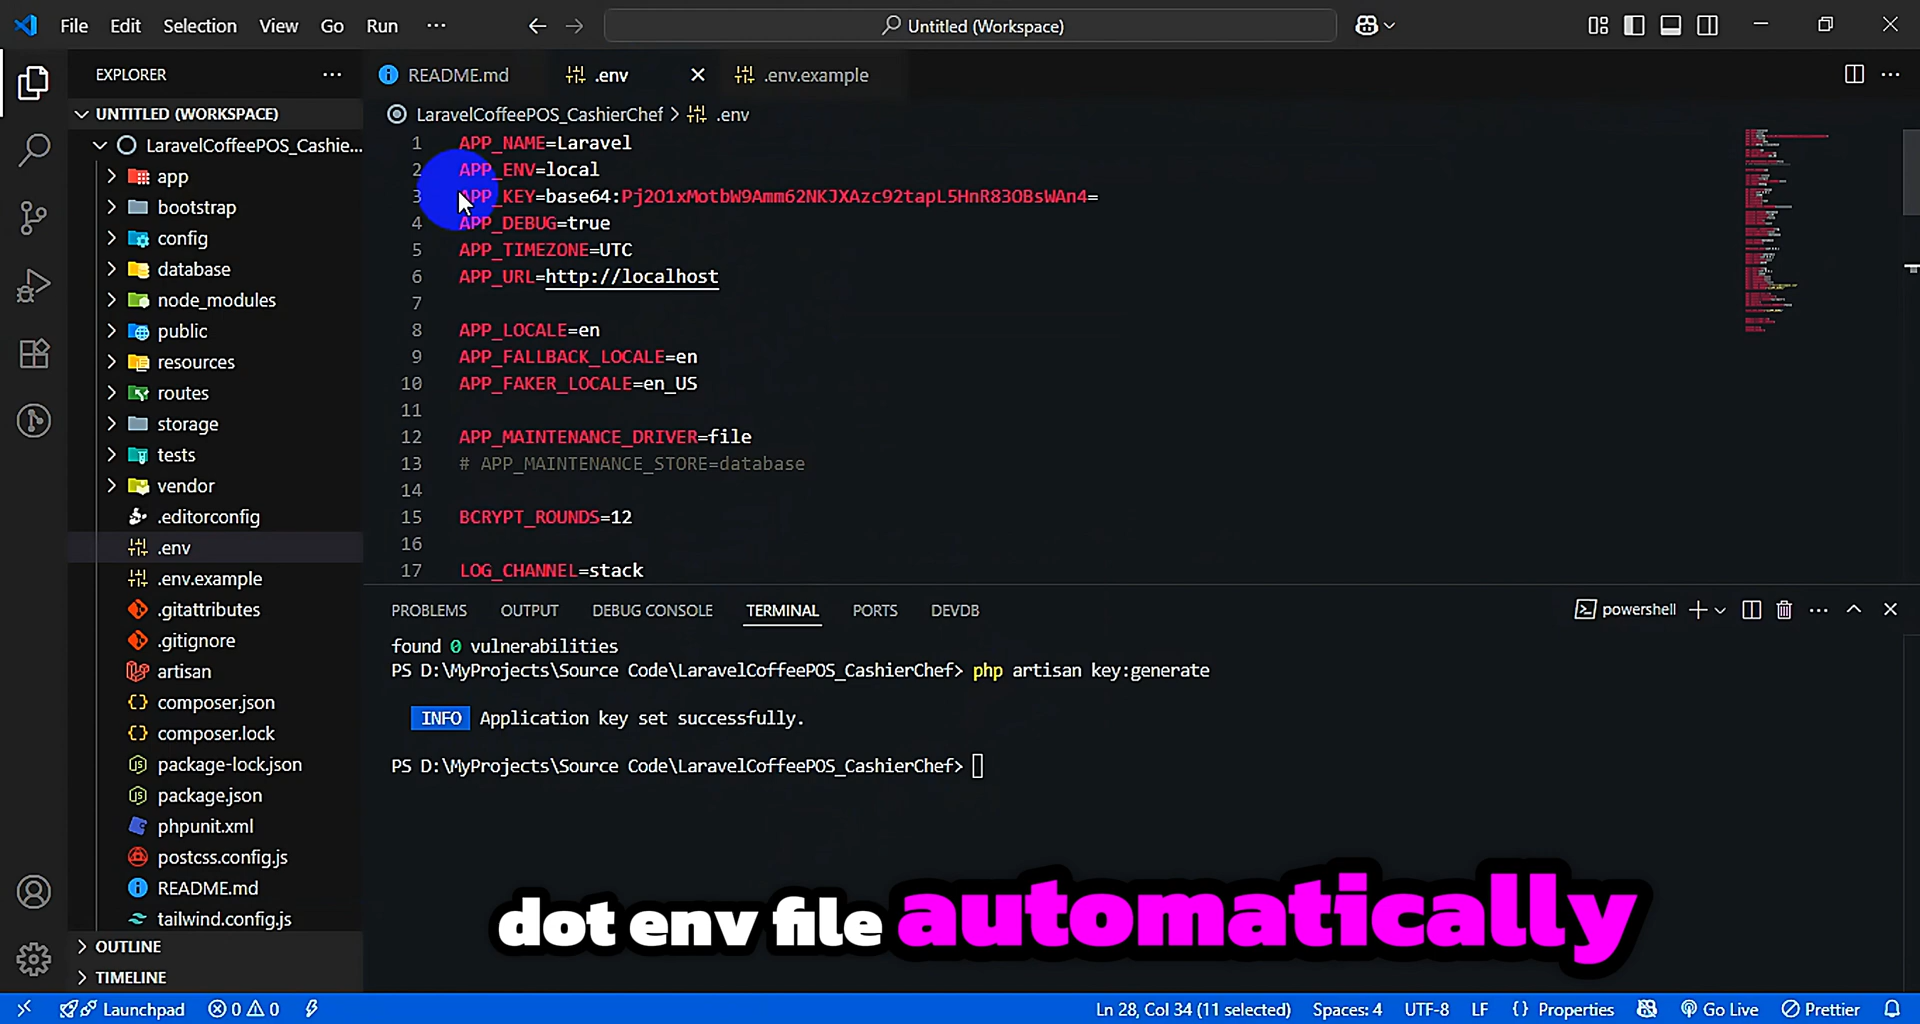 File Edit Selection View Go Run ···
Untitled (Workspace)
EXPLORER ···
UNTITLED (WORKSPACE)
LaravelCoffeePOS_Cashie...
app
bootstrap
config
database
node_modules
public
resources
routes
storage
tests
vendor
.editorconfig
.env
.env.example
.gitattributes
.gitignore
artisan
composer.json
composer.lock
package-lock.json
package.json
phpunit.xml
postcss.config.js
README.md
tailwind.config.js
OUTLINE
TIMELINE
README.md .env .env.example
LaravelCoffeePOS_CashierChef > .env
1 APP_NAME=Laravel
2 APP_ENV=local
3 APP_KEY=base64:Pj2O1xMotbW9Amm62NKJXAzc92tapL5HnR83OBsWAn4=
4 APP_DEBUG=true
5 APP_TIMEZONE=UTC
6 APP_URL=http://localhost
7
8 APP_LOCALE=en
9 APP_FALLBACK_LOCALE=en
10 APP_FAKER_LOCALE=en_US
11
12 APP_MAINTENANCE_DRIVER=file
13 # APP_MAINTENANCE_STORE=database
14
15 BCRYPT_ROUNDS=12
16
17 LOG_CHANNEL=stack
PROBLEMS OUTPUT DEBUG CONSOLE TERMINAL PORTS DEVDB
powershell
found 0 vulnerabilities
PS D:\MyProjects\Source Code\LaravelCoffeePOS_CashierChef> php artisan key:generate
INFO Application key set successfully.
PS D:\MyProjects\Source Code\LaravelCoffeePOS_CashierChef>
dot env file automatically
Launchpad 0 0 Ln 28, Col 34 (11 selected) Spaces: 4 UTF-8 LF {} Properties Go Live Prettier